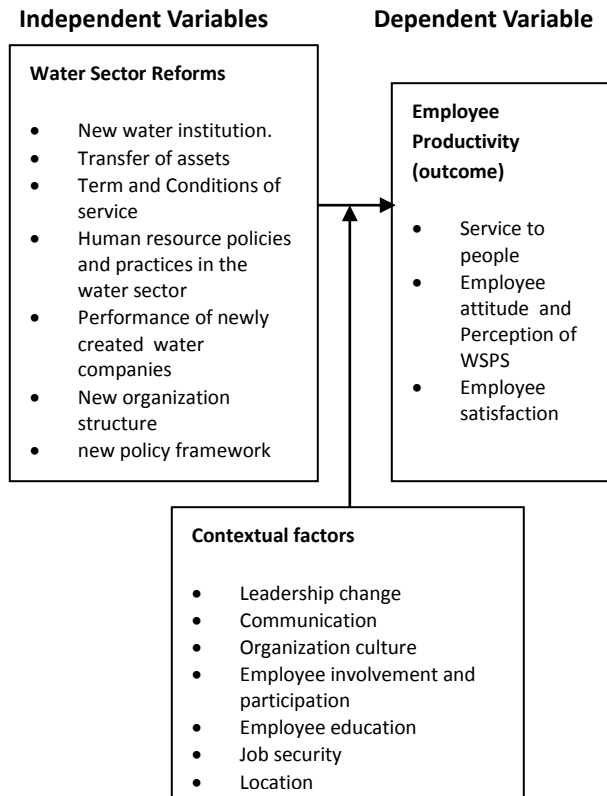 Independent Variables
Dependent Variable
Water Sector Reforms
• New water institution.
• Transfer of assets
• Term and Conditions of
service
• Human resource policies
and practices in the
water sector
• Performance of newly
created water
companies
• New organization
structure
• new policy framework
Employee
Productivity
(outcome)
• Service to
people
• Employee
attitude and
Perception of
WSPS
• Employee
satisfaction
Contextual factors
• Leadership change
• Communication
• Organization culture
• Employee involvement and
participation
• Employee education
• Job security
• Location